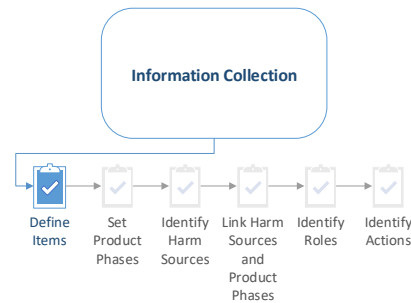 Information Collection
Define
Items
Set
Product
Phases
Identify
Harm
Sources
Link Harm
Sources
and
Product
Phases
Identify
Roles
Identify
Actions